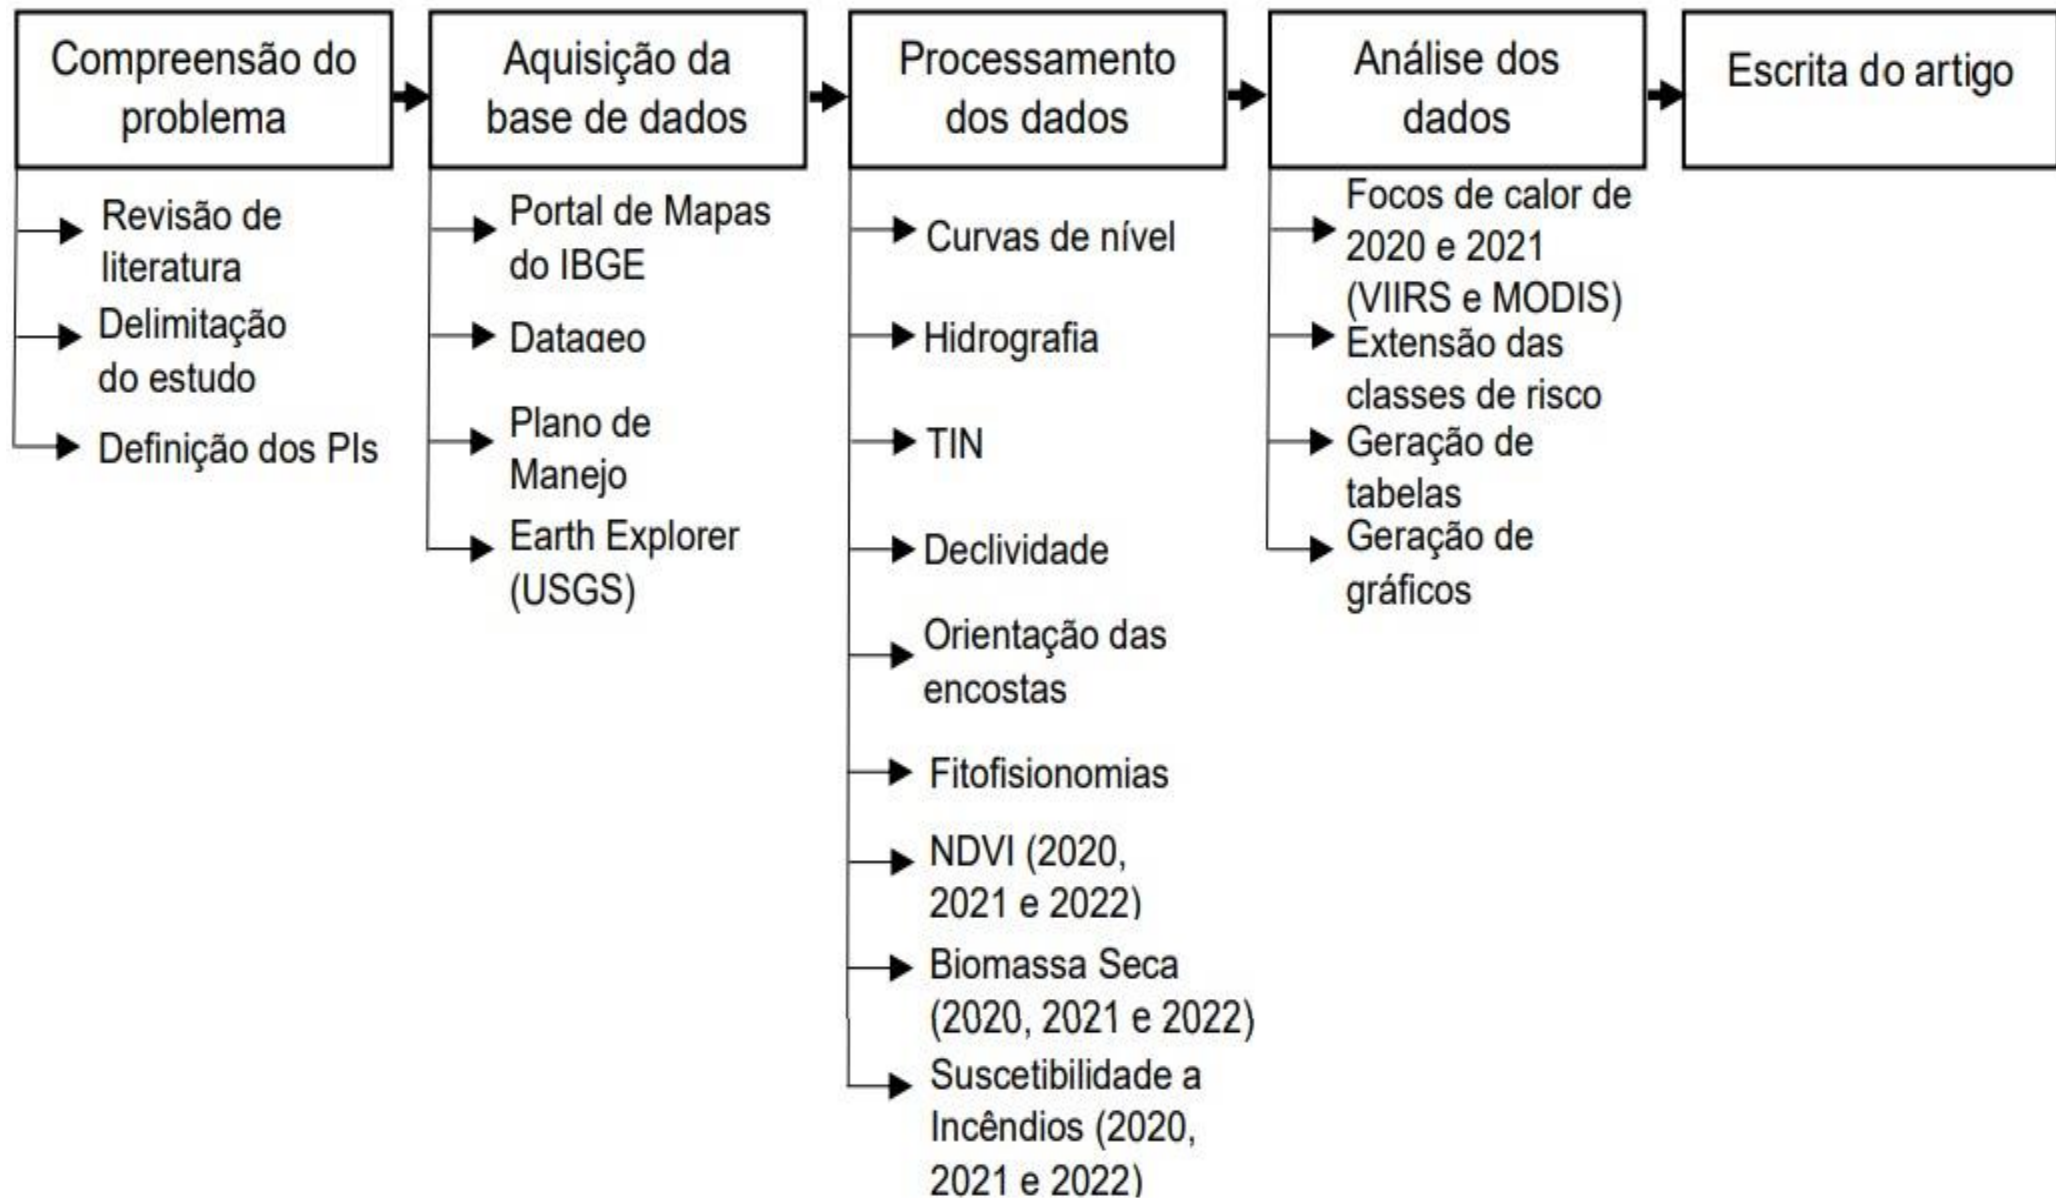 Compreensão do
problema
Aquisição da
base de dados
Processamento
dos dados
Análise dos
dados
Escrita do artigo
Revisão de
literatura
Delimitação
do estudo
Definição dos PIs
Portal de Mapas
do IBGE
Datageo
Plano de
Manejo
Earth Explorer
(USGS)
Curvas de nível
Hidrografia
TIN
Declividade
Orientação das
encostas
Fitofisionomias
NDVI (2020,
2021 e 2022)
Biomassa Seca
(2020, 2021 e 2022)
Suscetibilidade a
Incêndios (2020,
2021 e 2022)
Focos de calor de
2020 e 2021
(VIIRS e MODIS)
Extensão das
classes de risco
Geração de
tabelas
Geração de
gráficos